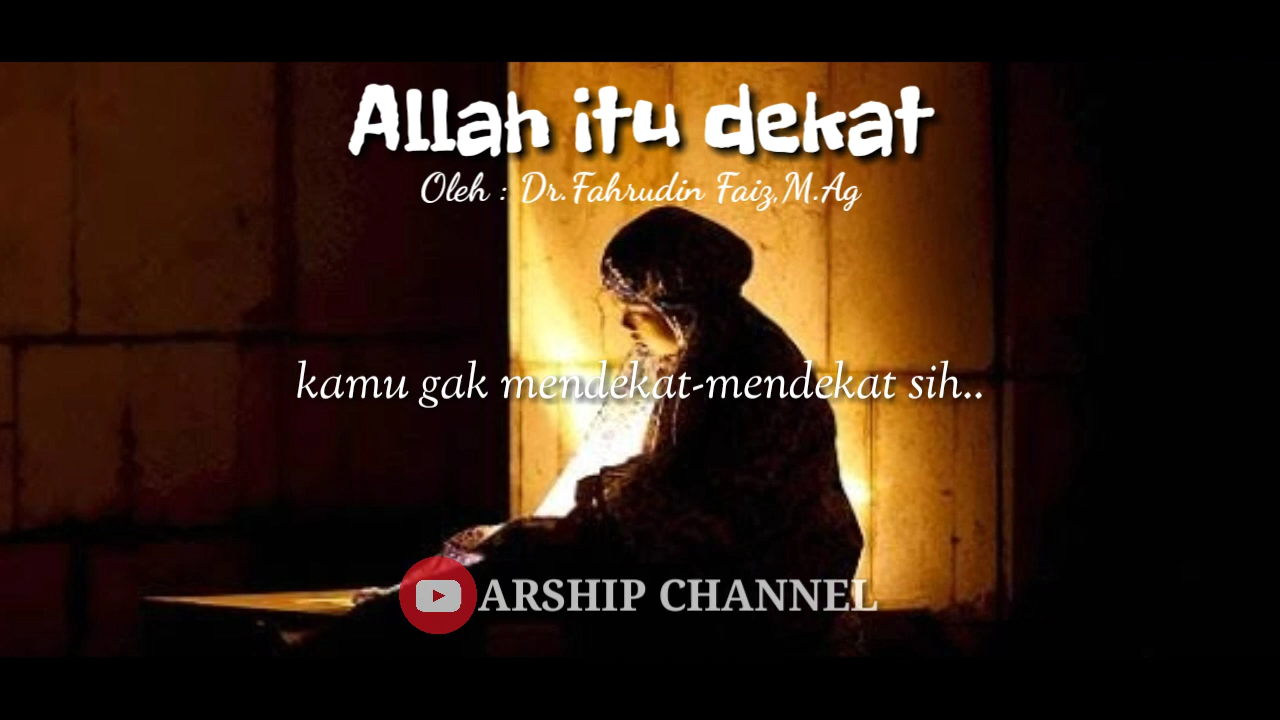 Allah itu dekat
Oleh : Dr.Fahrudin Faiz,M.Ag
kamu gak mendekat-mendekat sih..
ARSHIP CHANNEL